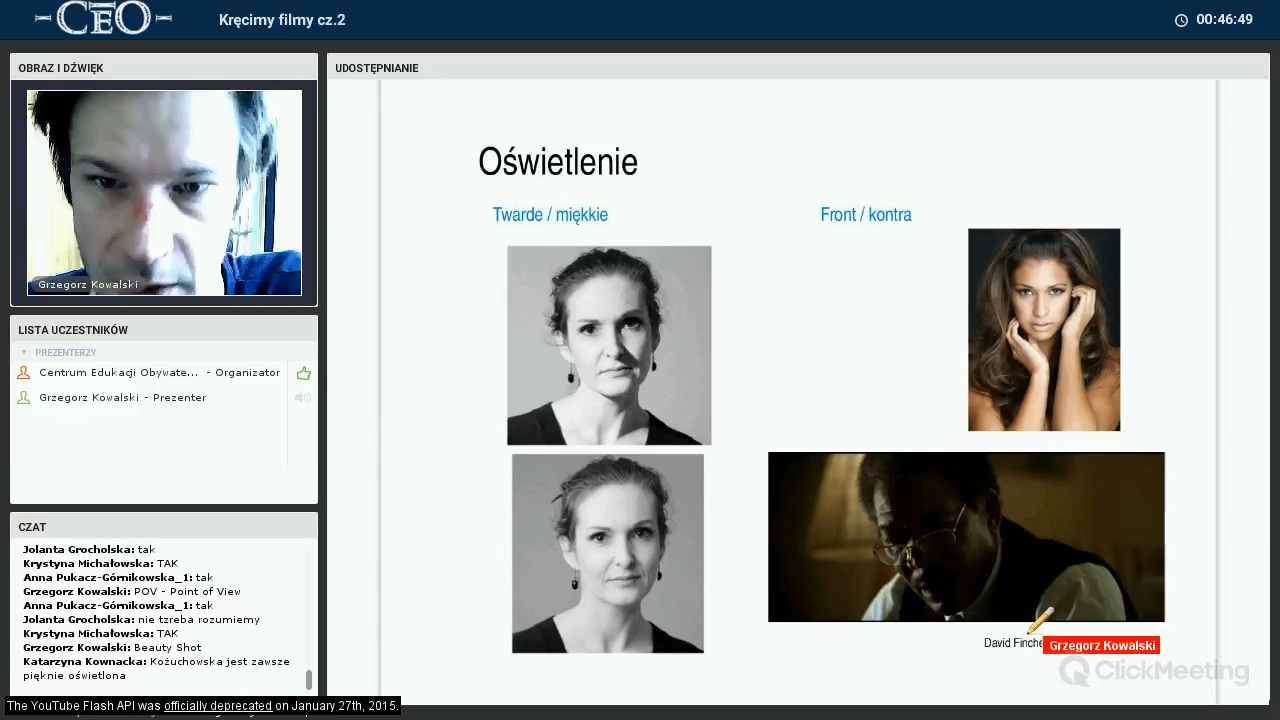 CEO
Kręcimy filmy cz.2
00:46:49
OBRAZ I DŹWIĘK
Grzegorz Kowalski
LISTA UCZESTNIKÓW
PREZENTERZY
Centrum Edukacji Obywate... - Organizator
Grzegorz Kowalski - Prezenter
CZAT
Jolanta Grocholska: tak
Krystyna Michałowska: TAK
Anna Pukacz-Górnikowska_1: tak
Grzegorz Kowalski: POV - Point of View
Anna Pukacz-Górnikowska_1: tak
Jolanta Grocholska: nie tzreba rozumiemy
Krystyna Michałowska: TAK
Grzegorz Kowalski: Beauty Shot
Katarzyna Kownacka: Kożuchowska jest zawsze
pięknie oświetlona
The YouTube Flash API was officially deprecated on January 27th, 2015.
UDOSTĘPNIANIE
Oświetlenie
Twarde / miękkie
Front / kontra
David Finche
Grzegorz Kowalski
ClickMeeting